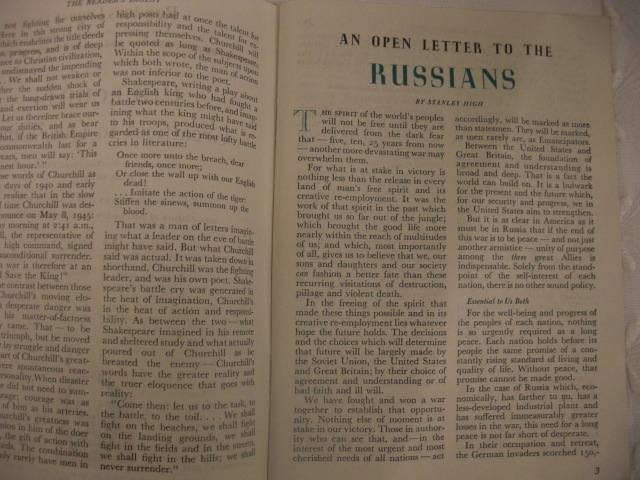 THE READER'S DIGEST
not fighting for ourselves
Here in this strong city of
which enshrines the title deeds
progress, and is of deep
ance to Christian civilization,
undismayed the impending
We shall not weaken or
ther the sudden shock of
the long-drawn trials of
and exertion will wear us
Let us therefore brace our-
our duties, and so bear
that, if the British Empire
ommonwealth last for a
years, men will say: 'This
nest hour.'"
ose words of Churchill as
days of 1940 and early
realize that in the slow
time Churchill was des-
ounce on May 8, 1945:
y morning at 2:41 a.m.,
ll, the representative of
high command, signed
nconditional surrender.
an war is therefore at an
Save the King!"
e contrast between those
Churchill's moving elo-
desperate danger was
his matter-of-factness
came. That — to be
triumph, but he moved
by struggle and danger
art of Churchill's great-
ere spontaneous reac-
personality. When disaster
he did not need to sum-
rage; courage was as
of him as his arteries.
Churchill's greatness was
nion in him of the doer
the gift of action with
ords. The combination
nly rarely have men in
high posts had at once the talent for
responsibility and the talent for ex-
pressing themselves. Churchill will
be quoted as long as Shakespeare.
Within the scope of the subjects upon
which both wrote, the man of action
was not inferior to the poet.
Shakespeare, writing a play about
an English king who had fought a
battle two centuries before, and imag-
ining what the king might have said
to his troops, produced what is re-
garded as one of the most lofty battle
cries in literature:
Once more unto the breach, dear
friends, once more;
Or close the wall up with our English
dead!
. . . Imitate the action of the tiger:
Stiffen the sinews, summon up the
blood.
That was a man of letters imagin-
ing what a leader on the eve of battle
might have said. But what Churchill
said was actual. It was taken down in
shorthand. Churchill was the fighting
leader, and was his own poet. Shake-
speare's battle cry was generated in
the heat of imagination, Churchill's
in the heat of action and responsi-
bility. As between the two — what
Shakespeare imagined in his remote
and sheltered study and what actually
poured out of Churchill as he
breasted the enemy — Churchill's
words have the greater reality and
the truer eloquence that goes with
reality:
"Come then: let us to the task, to
the battle, to the toil. . . . We shall
fight on the beaches, we shall fight
on the landing grounds, we shall
fight in the fields and in the streets,
we shall fight in the hills; we shall
never surrender."
AN OPEN LETTER TO THE
RUSSIANS
BY STANLEY HIGH
THE SPIRIT of the world's peoples
will not be free until they are
delivered from the dark fear
that — five, ten, 25 years from now
— another more devastating war may
overwhelm them.
For what is at stake in victory is
nothing less than the release in every
land of man's free spirit and its
creative re-employment. It was the
work of that spirit in the past which
brought us so far out of the jungle;
which brought the good life more
nearly within the reach of multitudes
of us; and which, most importantly
of all, gives us to believe that we, our
sons and daughters and our society
can fashion a better fate than these
recurring visitations of destruction,
pillage and violent death.
In the freeing of the spirit that
made these things possible and in its
creative re-employment lies whatever
hope the future holds. The decisions
and the choices which will determine
that future will be largely made by
the Soviet Union, the United States
and Great Britain; by their choice of
agreement and understanding or of
bad faith and ill will.
We have fought and won a war
together to establish that opportu-
nity. Nothing else of moment is at
stake in our victory. Those in author-
ity who can see that, and — in the
interest of the most urgent and most
cherished needs of all nations — act
accordingly, will be marked as more
than statesmen. They will be marked,
as men rarely are, as Emancipators.
Between the United States and
Great Britain, the foundation of
agreement and understanding is
broad and deep. That is a fact the
world can build on. It is a bulwark
for the present and the future which,
for our security and progress, we in
the United States aim to strengthen.
But it is as clear in America as it
must be in Russia that if the end of
this war is to be peace — and not just
another armistice — unity of purpose
among the three great Allies is
indispensable. Solely from the stand-
point of the self-interest of each
nation, there is no other sound policy.
Essential to Us Both
For the well-being and progress of
the peoples of each nation, nothing
is so urgently required as a long
peace. Each nation holds before its
people the same promise of a con-
stantly rising standard of living and
quality of life. Without peace, that
promise cannot be made good.
In the case of Russia which, eco-
nomically, has farther to go, has a
less-developed industrial plant and
has suffered immeasurably greater
losses in the war, this need for a long
peace is not far short of desperate.
In their occupation and retreat,
the German invaders scorched 150,-
3